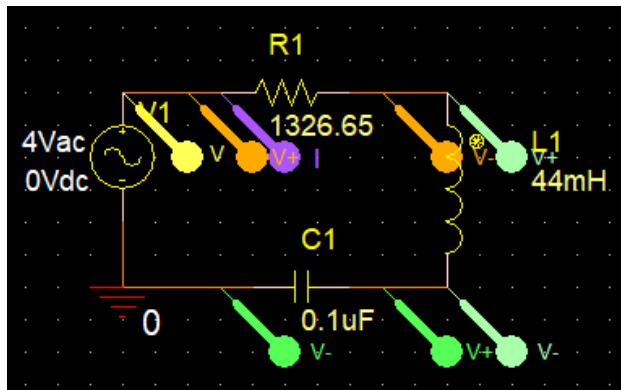 R1
V1
1326.65
4Vac
V
V+
I
V-
L1
V+
0Vdc
44mH
C1
0
0.1uF
V-
V+
V-